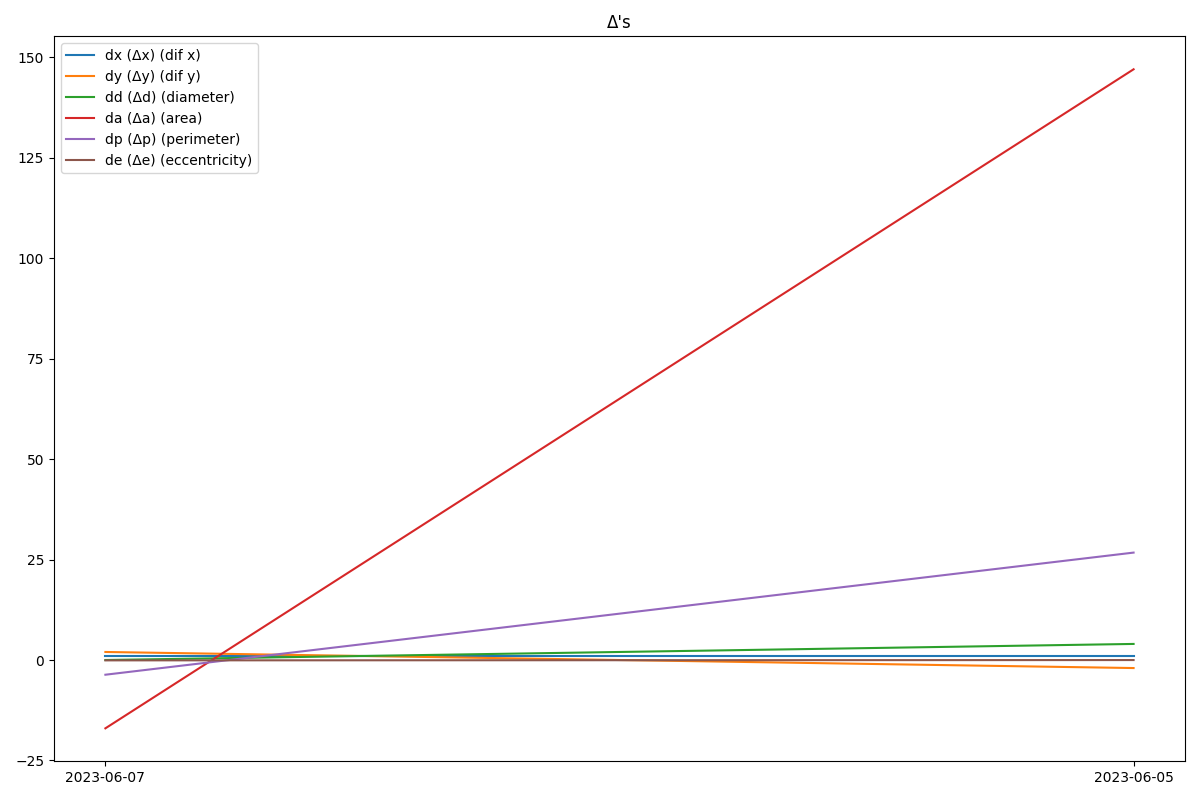 Δ's
dx (Δx) (dif x)
dy (Δy) (dif y)
dd (Δd) (diameter)
da (Δa) (area)
dp (Δp) (perimeter)
de (Δe) (eccentricity)
150
125
100
75
50
25
0
−25
2023-06-07 2023-06-05